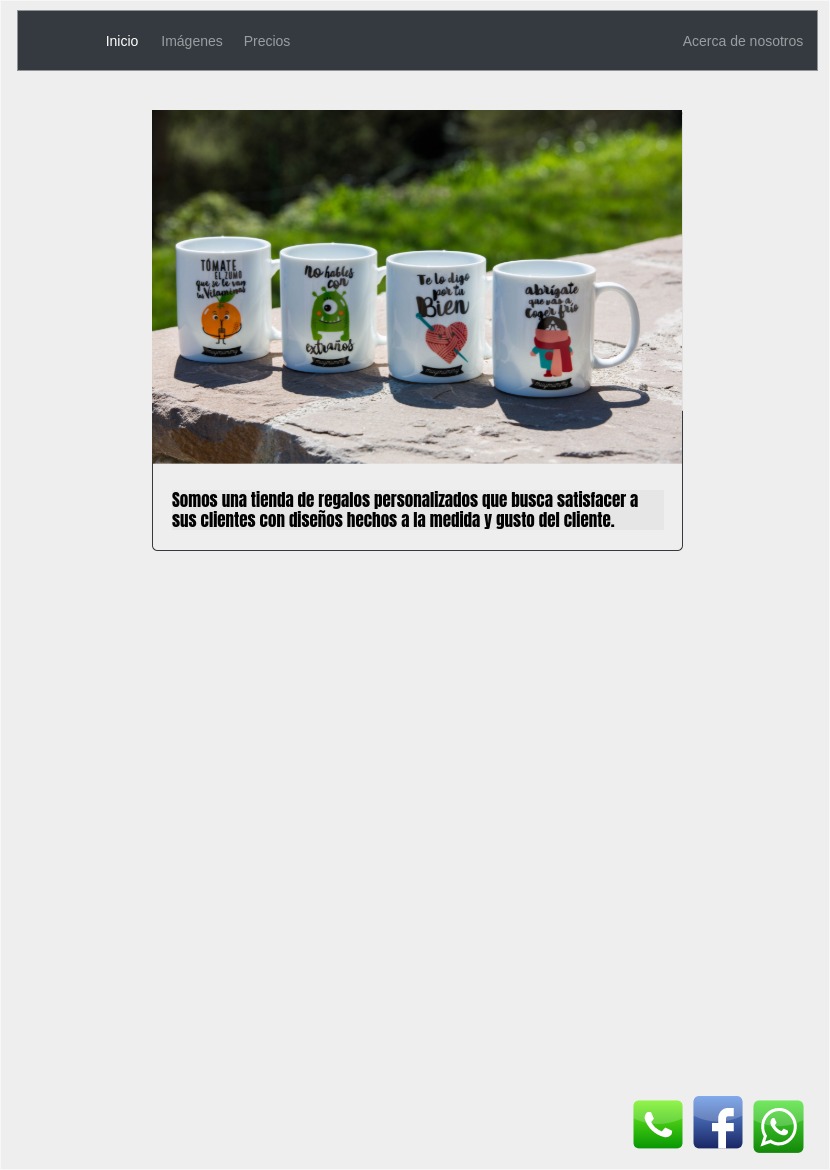 Inicio Imágenes Precios Acerca de nosotros
TÓMATE
EL ZUMO
que se le van
las Vitaminas
no hables
con
extraños
Te lo digo
por tu
Bien
abrígate
que vas a
Coger frío
Somos una tienda de regalos personalizados que busca satisfacer a
sus clientes con diseños hechos a la medida y gusto del cliente.